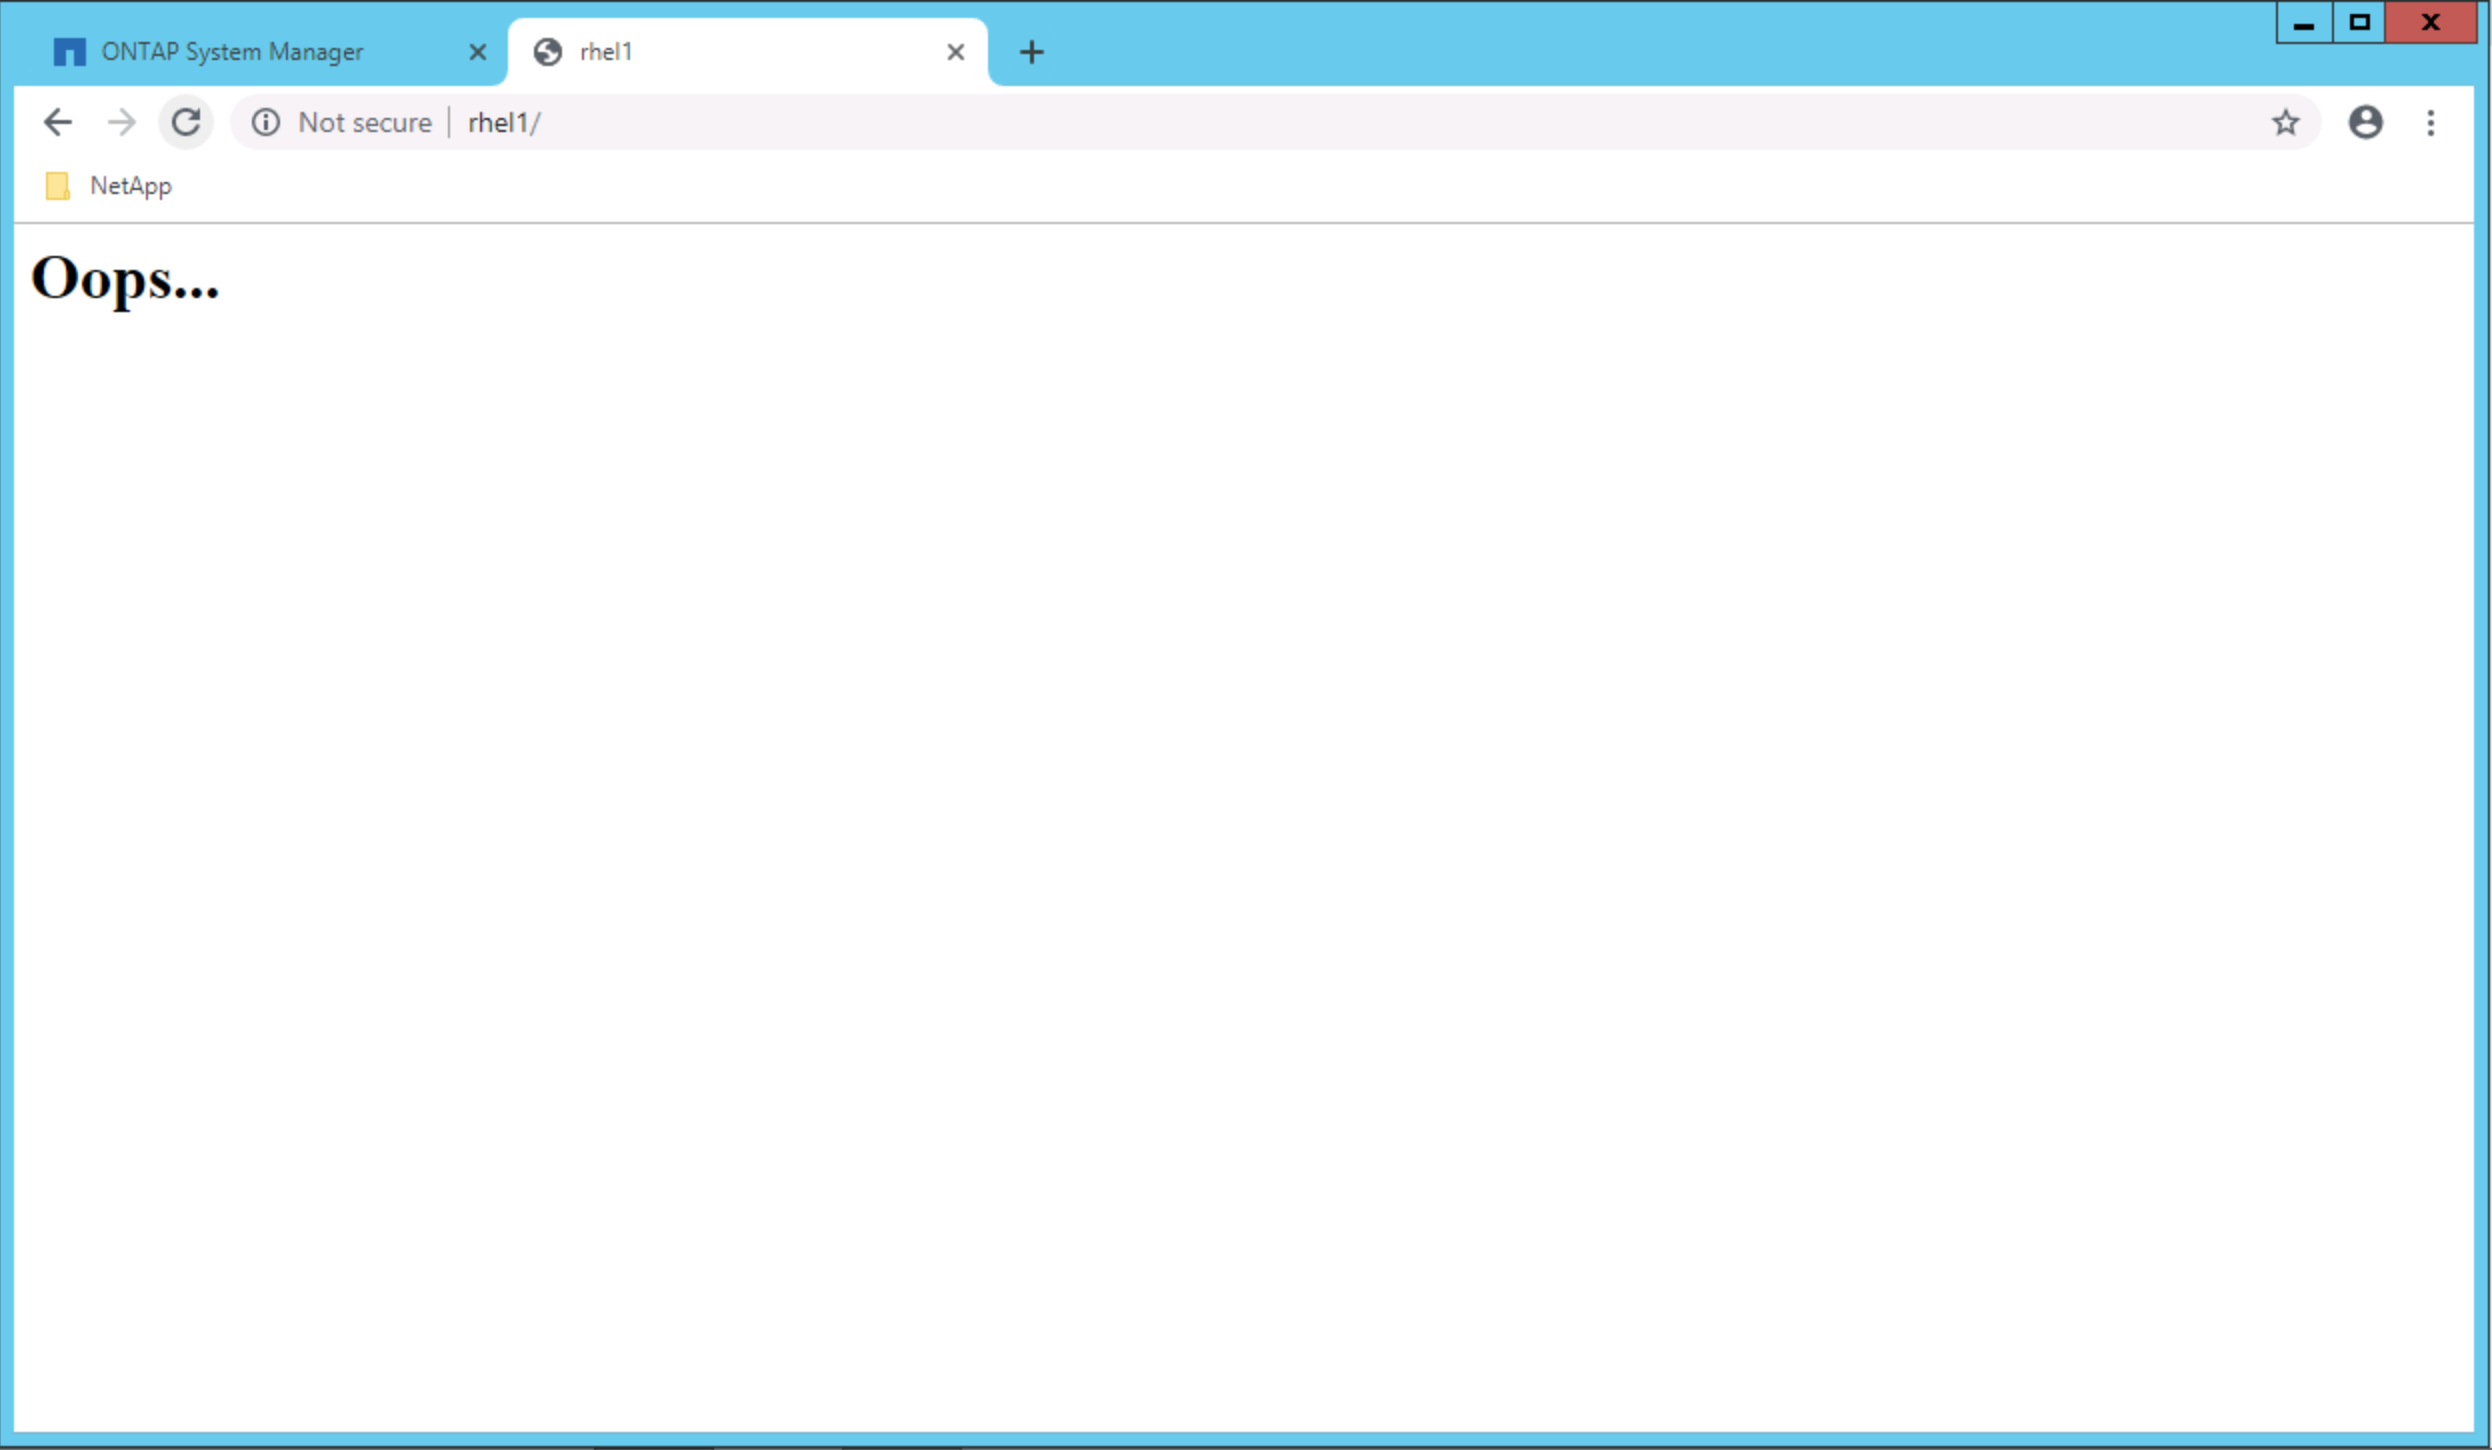 ONTAP System Manager
rhel1
Not secure
rhel1/
NetApp
Oops...